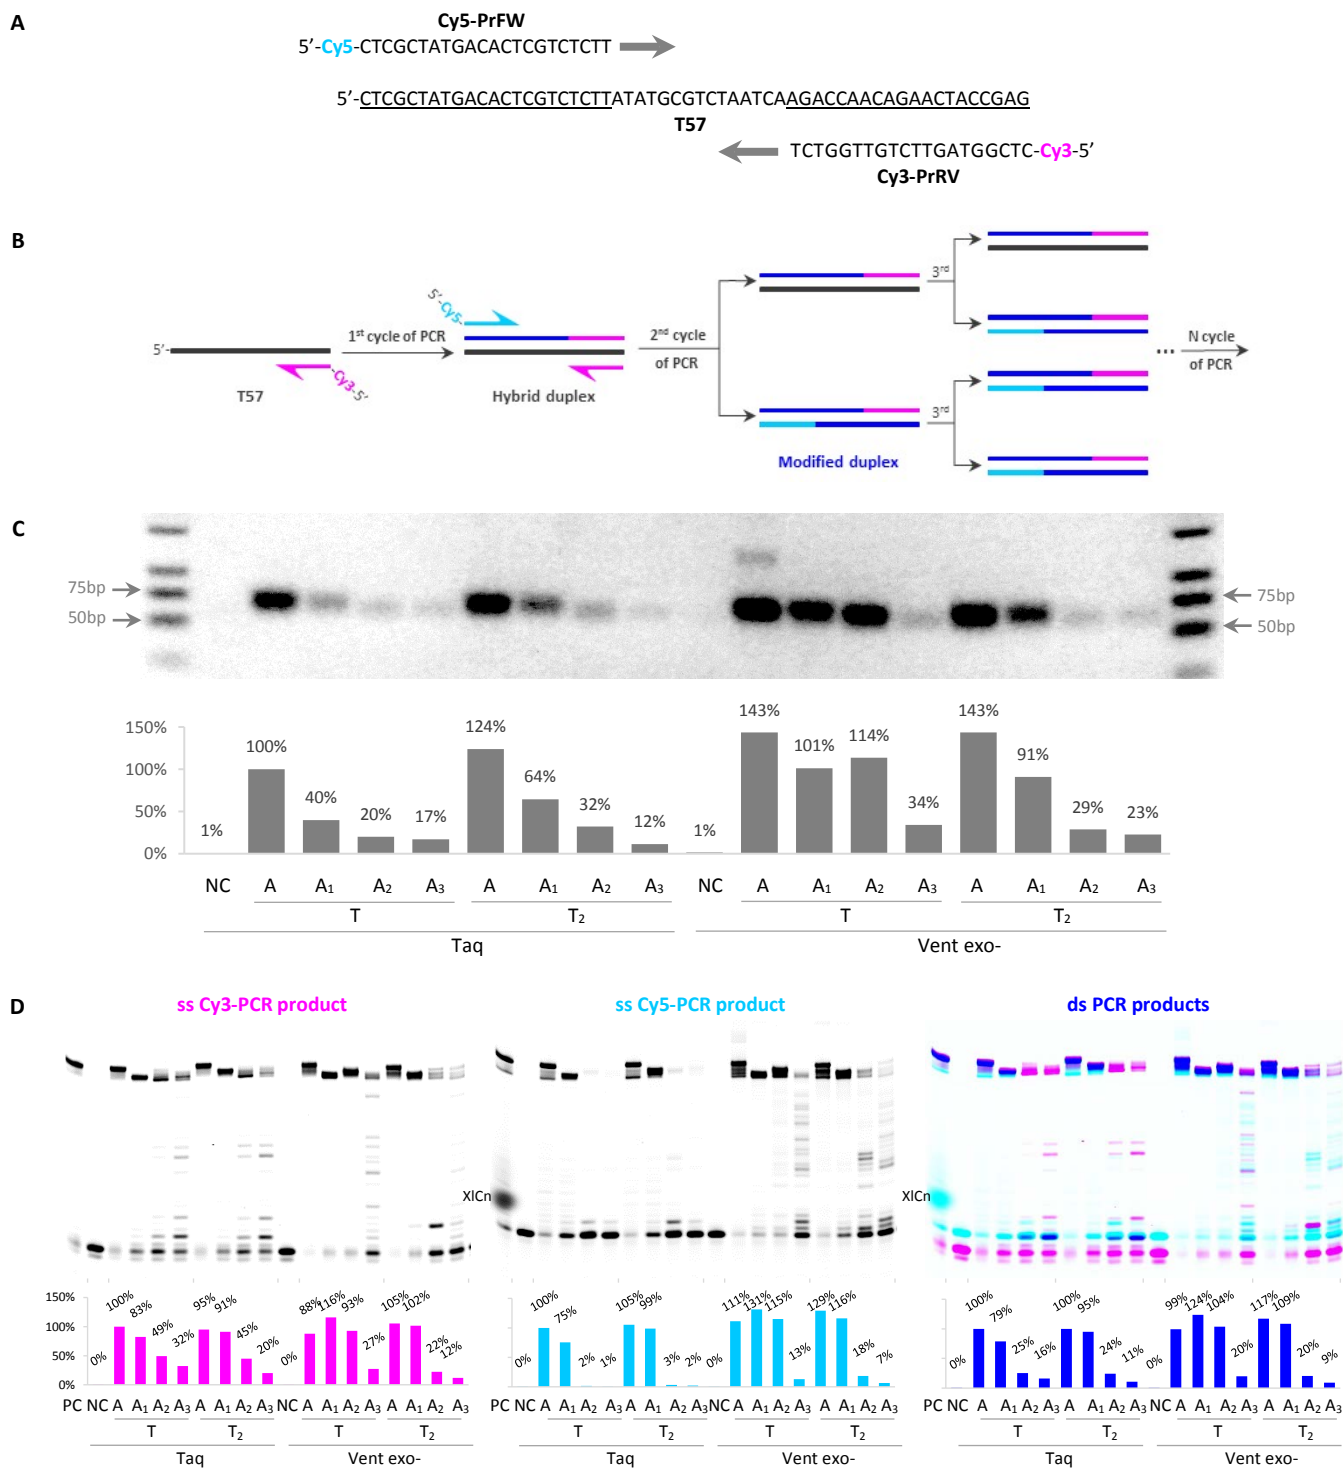 A
Cy5-PrFW
5’-Cy5-CTCGCTATGACACTCGTCTCTT
5’-CTCGCTATGACACTCGTCTCTTATATGCGTCTAATCAAGACCAACAGAACTACCGAG
T57
TCTGGTTGTCTTGATGGCTC-Cy3-5’
Cy3-PrRV
B
5’-
T57
-Cy3-5’
1st cycle of PCR
5’-Cy5-
Hybrid duplex
2nd cycle
of PCR
Modified duplex
3rd
3rd
... N cycle
of PCR
C
75bp
50bp
75bp
50bp
150%
100%
50%
0%
1% 100% 40% 20% 17% 124% 64% 32% 12% 1% 143% 101% 114% 34% 143% 91% 29% 23%
NC A A1 A2 A3 A A1 A2 A3 NC A A1 A2 A3 A A1 A2 A3
T T2 T T2
Taq Vent exo-
D
ss Cy3-PCR product
ss Cy5-PCR product
ds PCR products
XlCn
XlCn
150%
100%
50%
0%
0% 100% 83% 49% 32% 95% 91% 45% 20% 0% 88% 116% 93% 27% 105% 102% 22% 12%
PC NC A A1 A2 A3 A A1 A2 A3 NC A A1 A2 A3 A A1 A2 A3
T T2 T T2
Taq Vent exo-
0% 100% 75% 2% 1% 105% 99% 3% 2% 0% 111% 131% 115% 13% 129% 116% 18% 7%
PC NC A A1 A2 A3 A A1 A2 A3 NC A A1 A2 A3 A A1 A2 A3
T T2 T T2
Taq Vent exo-
0% 100% 79% 25% 16% 100% 95% 24% 11% 0% 99% 124% 104% 20% 117% 109% 20% 9%
PC NC A A1 A2 A3 A A1 A2 A3 NC A A1 A2 A3 A A1 A2 A3
T T2 T T2
Taq Vent exo-